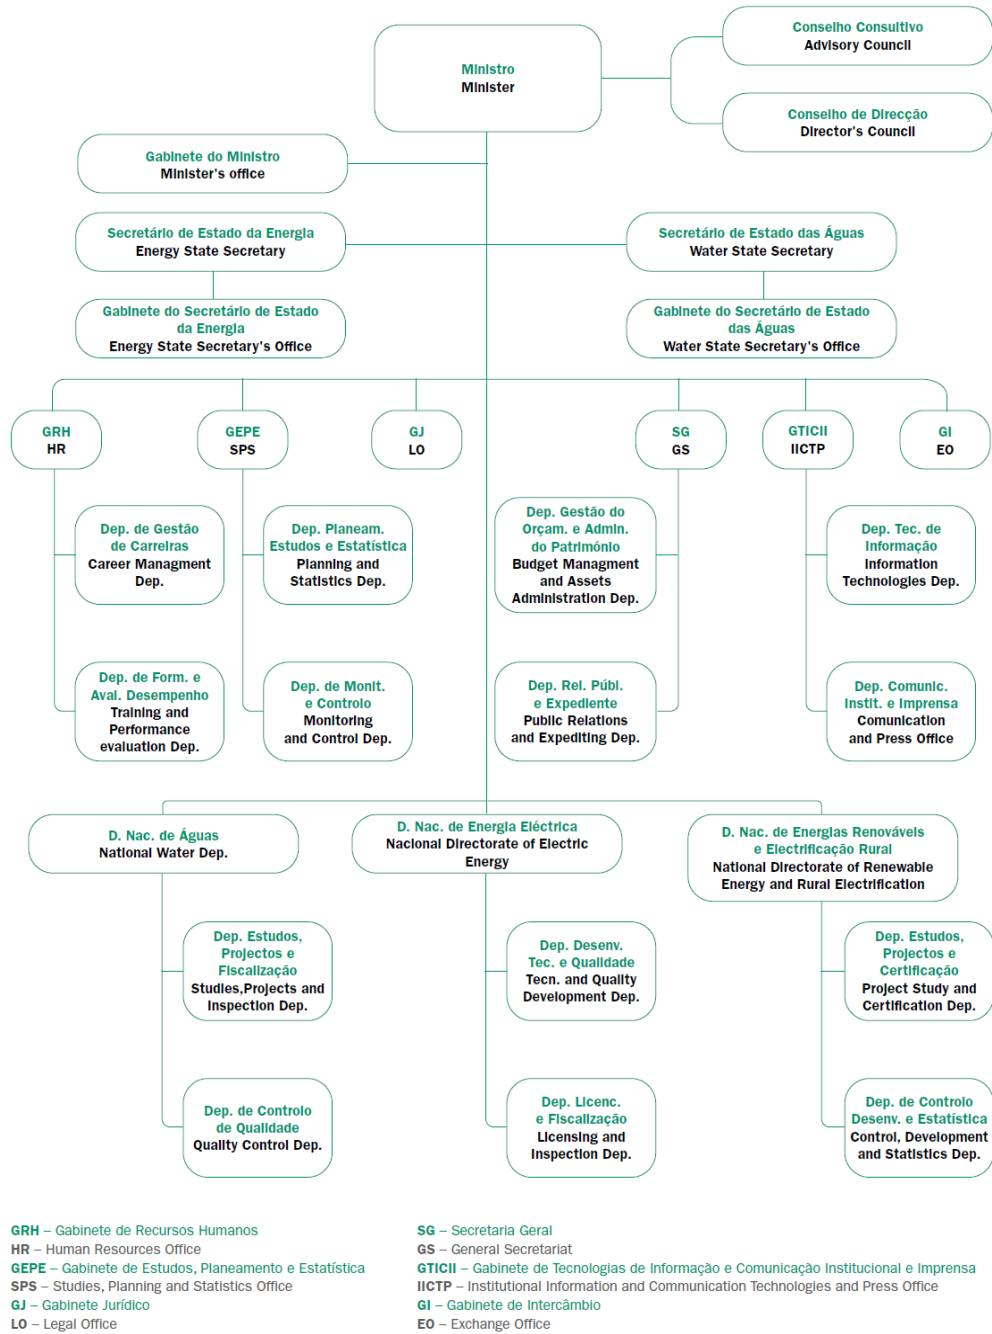 Ministro
Minister
Conselho Consultivo
Advisory Council
Conselho de Direcção
Director's Council
Gabinete do Ministro
Minister's office
Secretário de Estado da Energia
Energy State Secretary
Secretário de Estado das Águas
Water State Secretary
Gabinete do Secretário de Estado
da Energia
Energy State Secretary's Office
Gabinete do Secretário de Estado
das Águas
Water State Secretary's Office
GRH
HR
GEPE
SPS
GJ
LO
SG
GS
GTICII
IICTP
GI
EO
Dep. de Gestão
de Carreiras
Career Managment
Dep.
Dep. Planeam.
Estudos e Estatística
Planning and
Statistics Dep.
Dep. Gestão do
Orçam. e Admin.
do Património
Budget Managment
and Assets
Administration Dep.
Dep. Tec. de
Informação
Information
Technologies Dep.
Dep. de Form. e
Aval. Desempenho
Training and
Performance
evaluation Dep.
Dep. de Monit.
e Controlo
Monitoring
and Control Dep.
Dep. Rel. Públ.
e Expediente
Public Relations
and Expediting Dep.
Dep. Comunic.
Instit. e Imprensa
Comunication
and Press Office
D. Nac. de Águas
National Water Dep.
D. Nac. de Energia Eléctrica
Nacional Directorate of Electric
Energy
D. Nac. de Energias Renováveis
e Electrificação Rural
National Directorate of Renewable
Energy and Rural Electrification
Dep. Estudos,
Projectos e
Fiscalização
Studies,Projects and
Inspection Dep.
Dep. Desenv.
Tec. e Qualidade
Tecn. and Quality
Development Dep.
Dep. Estudos,
Projectos e
Certificação
Project Study and
Certification Dep.
Dep. de Controlo
de Qualidade
Quality Control Dep.
Dep. Licenc.
e Fiscalização
Licensing and
Inspection Dep.
Dep. de Controlo
Desenv. e Estatística
Control, Development
and Statistics Dep.
GRH – Gabinete de Recursos Humanos
HR – Human Resources Office
GEPE – Gabinete de Estudos, Planeamento e Estatística
SPS – Studies, Planning and Statistics Office
GJ – Gabinete Jurídico
LO – Legal Office
SG – Secretaria Geral
GS – General Secretariat
GTICII – Gabinete de Tecnologias de Informação e Comunicação Institucional e Imprensa
IICTP – Institutional Information and Communication Technologies and Press Office
GI – Gabinete de Intercâmbio
EO – Exchange Office